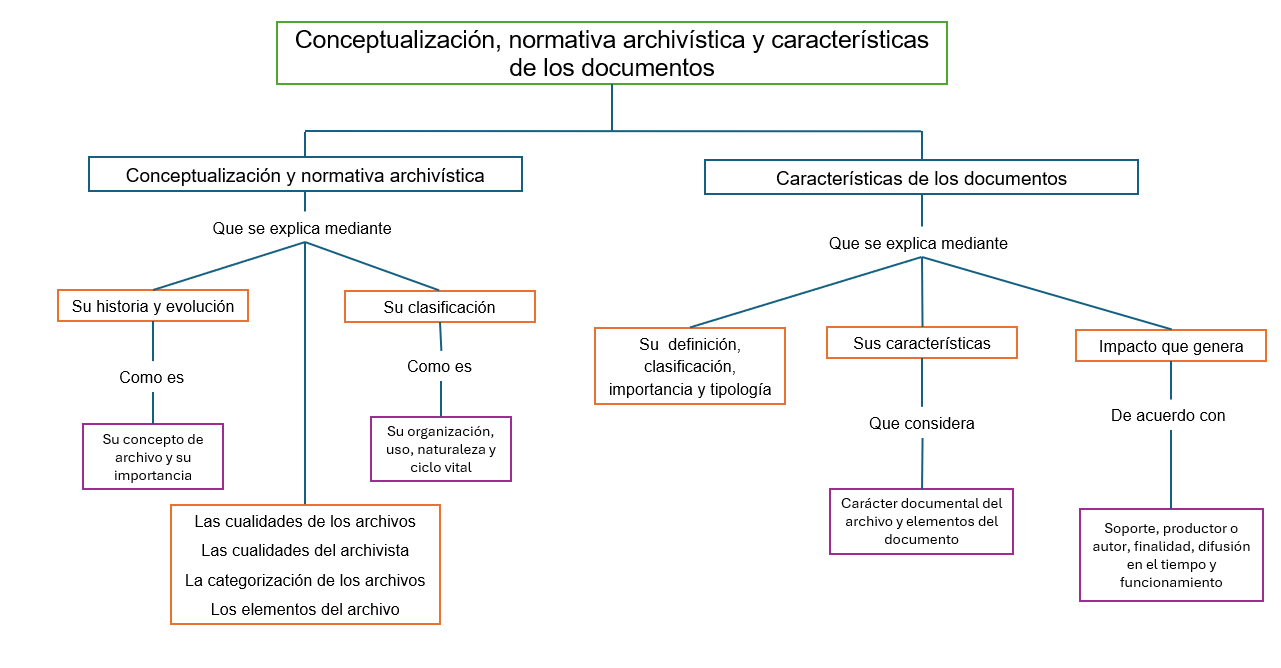 Conceptualización, normativa archivística y características
de los documentos
Conceptualización y normativa archivística
Características de los documentos
Que se explica mediante
Que se explica mediante
Su historia y evolución
Su clasificación
Su definición,
clasificación,
importancia y tipología
Sus características
Impacto que genera
Como es
Como es
Que considera
De acuerdo con
Su concepto de
archivo y su
importancia
Su organización,
uso, naturaleza y
ciclo vital
Las cualidades de los archivos
Las cualidades del archivista
La categorización de los archivos
Los elementos del archivo
Carácter documental del
archivo y elementos del
documento
Soporte, productor o
autor, finalidad, difusión
en el tiempo y
funcionamiento